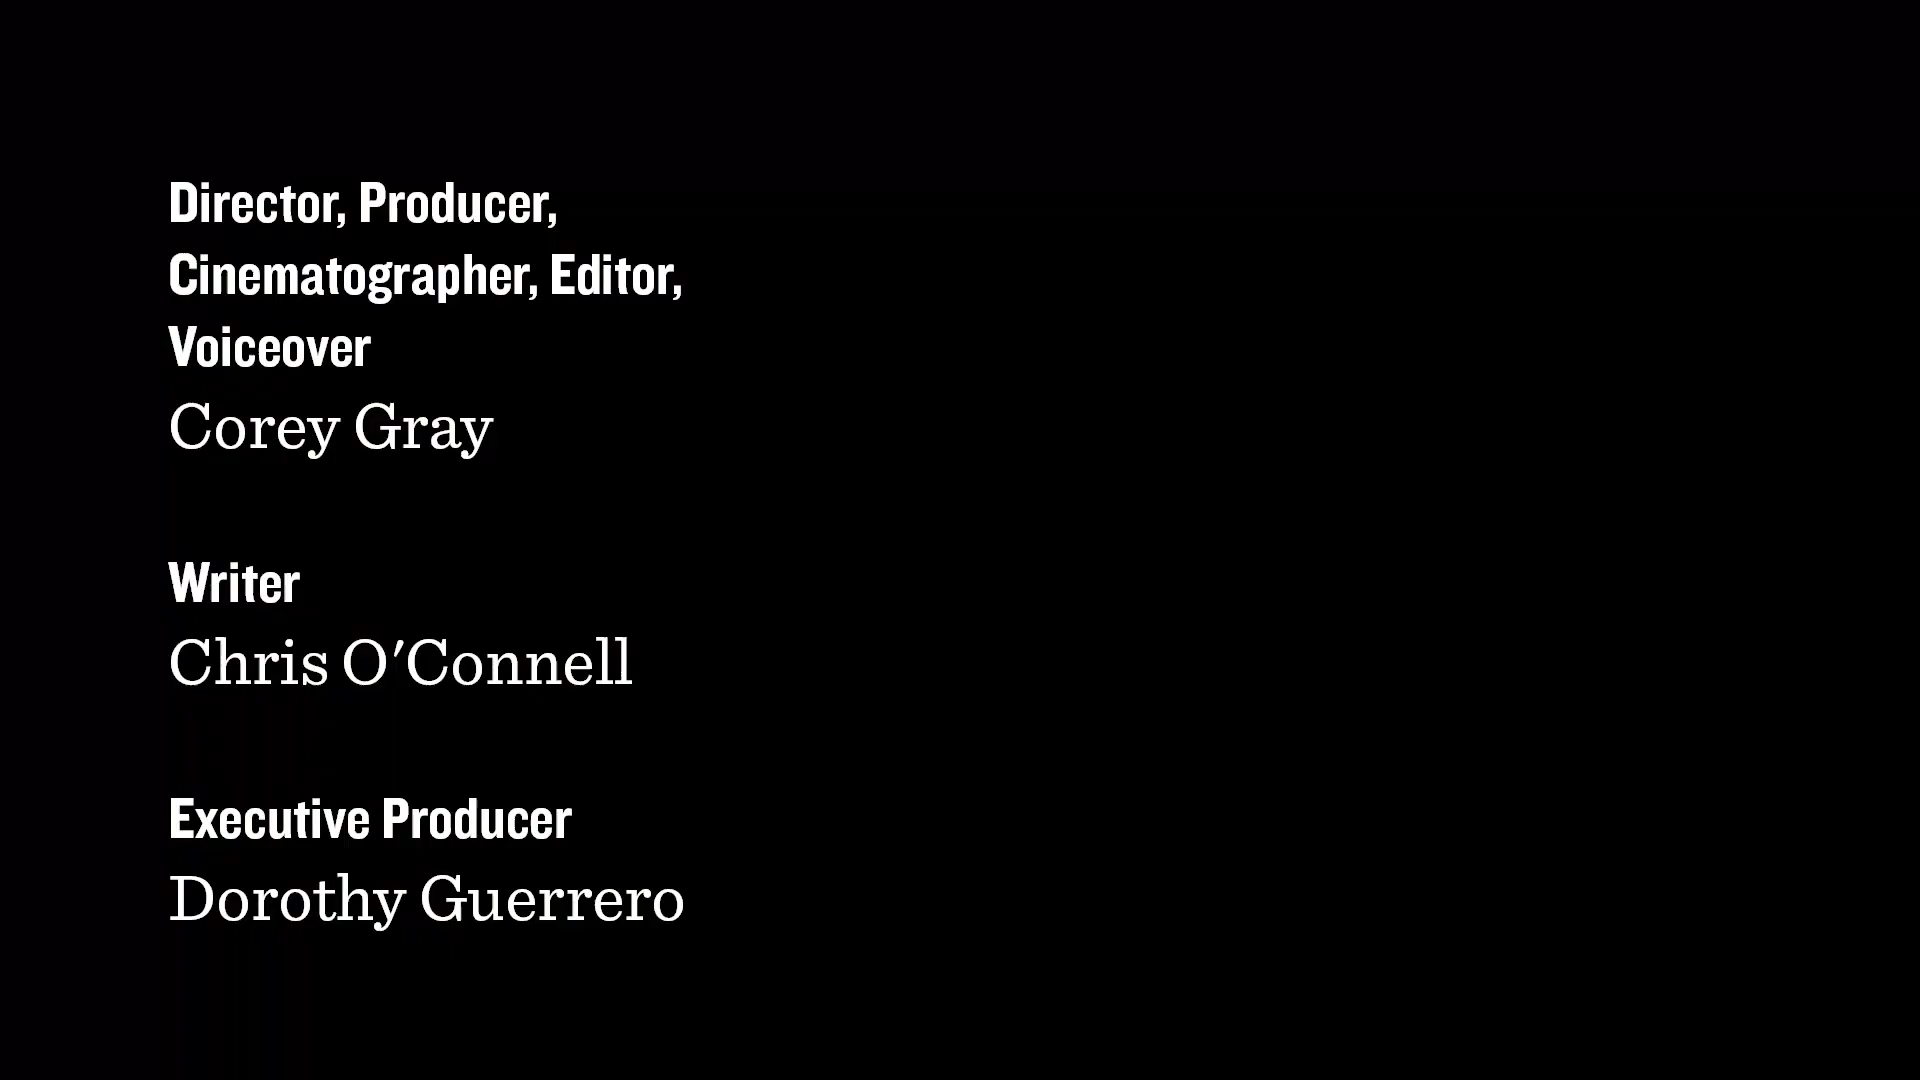 Director, Producer,
Cinematographer, Editor,
Voiceover
Corey Gray
Writer
Chris O'Connell
Executive Producer
Dorothy Guerrero